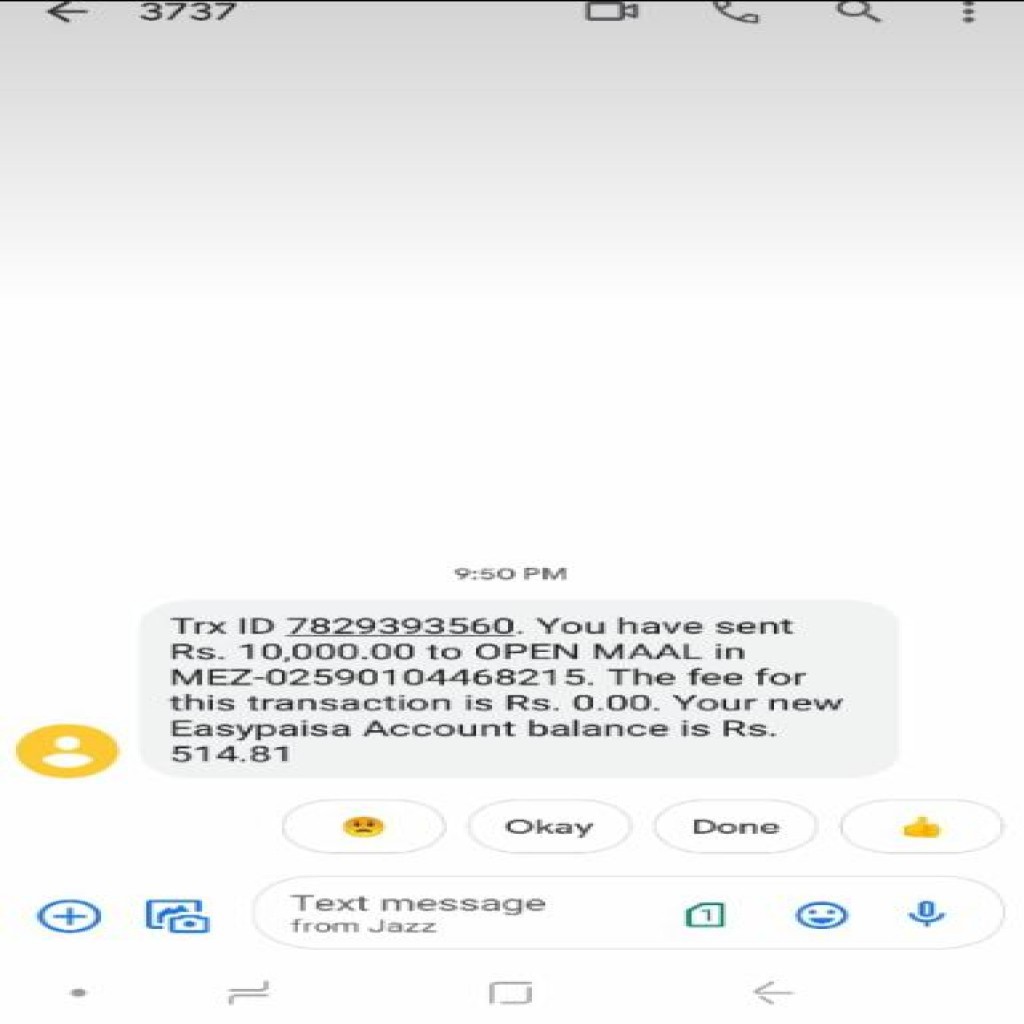 3737
9:50 PM
Trx ID 7829393560. You have sent
Rs. 10,000.00 to OPEN MAAL in
MEZ-02590104468215. The fee for
this transaction is Rs. 0.00. Your new
Easypaisa Account balance is Rs.
514.81
Okay Done
Text message
1
from Jazz